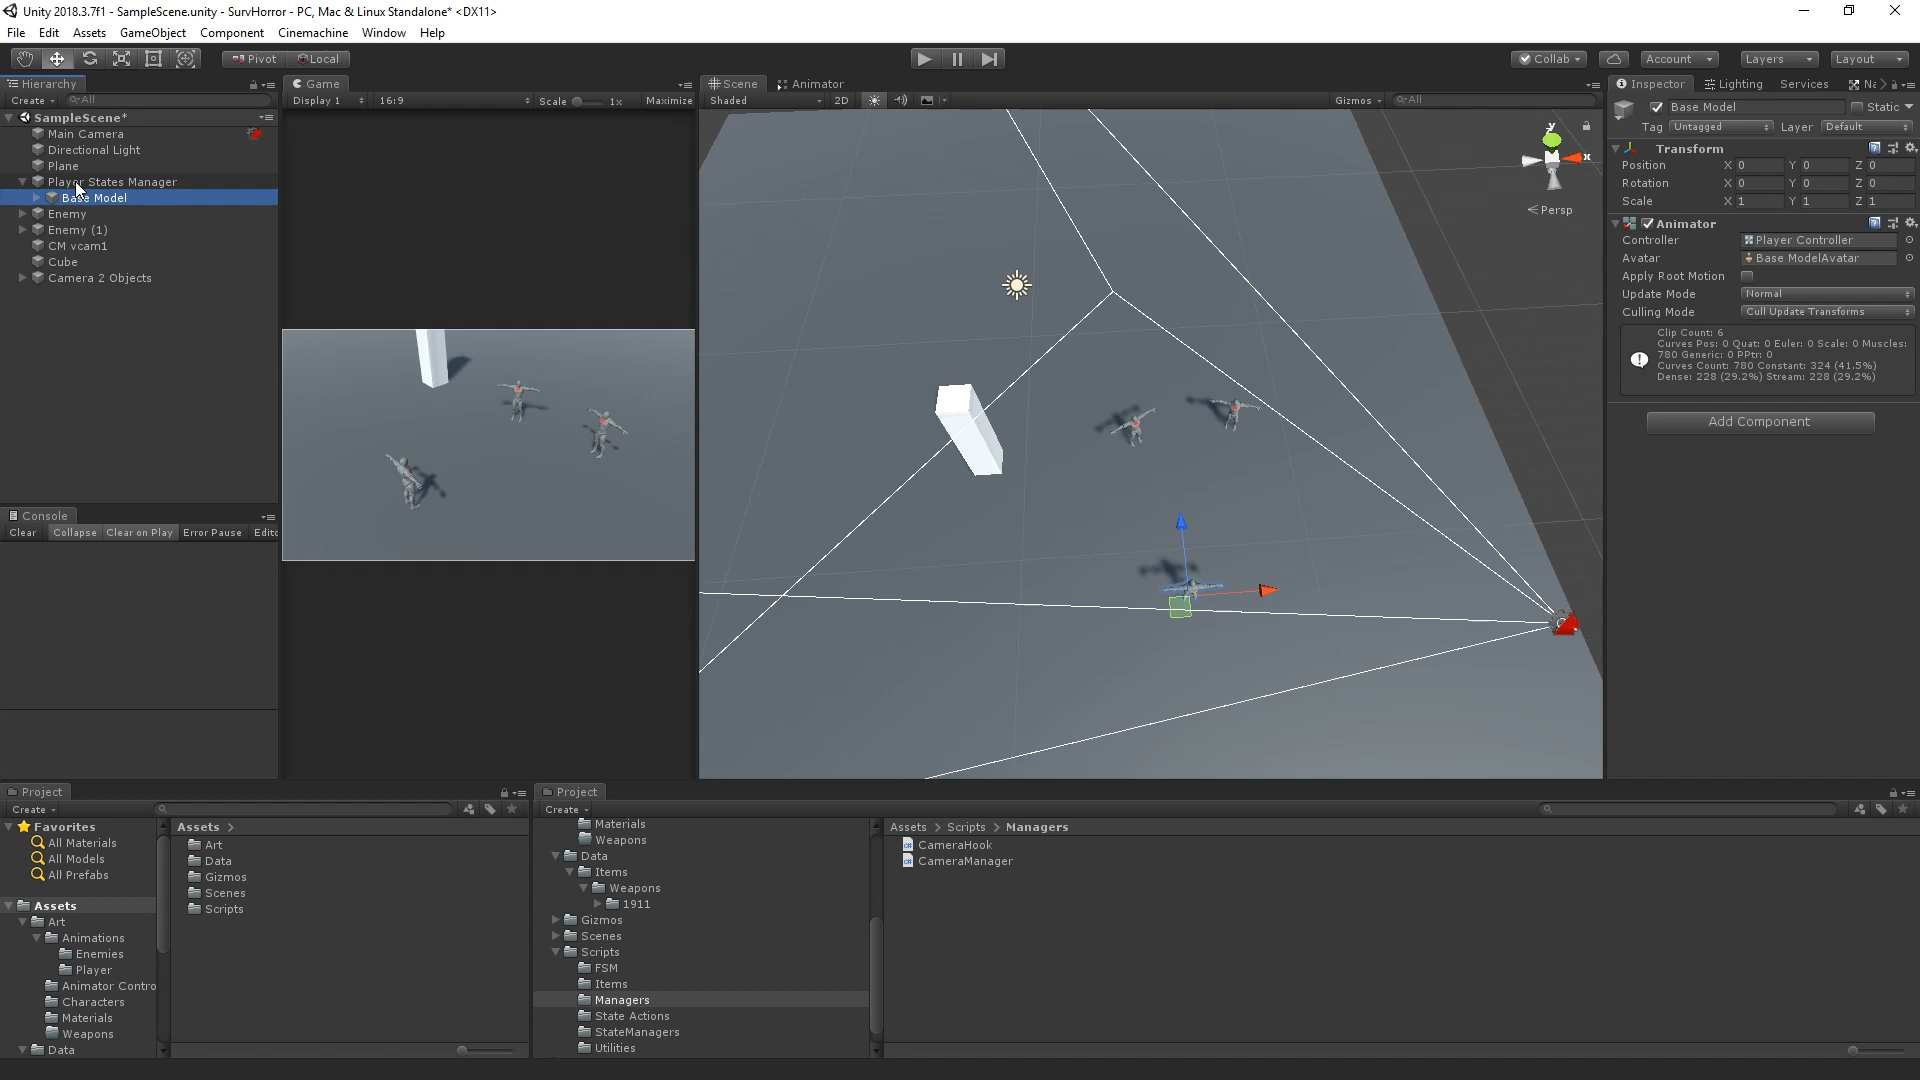 Unity 2018.3.7f1 - SampleScene.unity - SurvHorror - PC, Mac & Linux Standalone* <DX11>
File Edit Assets GameObject Component Cinemachine Window Help
Pivot Local
Collab Account Layers Layout
Hierarchy
Create All
SampleScene*
Main Camera
Directional Light
Plane
Player States Manager
Base Model
Enemy
Enemy (1)
CM vcam1
Cube
Camera 2 Objects
Console
Clear Collapse Clear on Play Error Pause Edito
Game
Display 1 16:9 Scale 1x Maximize
Scene Animator
Shaded 2D Gizmos All
y
x
Persp
Inspector Lighting Services Na
Base Model Static
Tag Untagged Layer Default
Transform
Position X 0 Y 0 Z 0
Rotation X 0 Y 0 Z 0
Scale X 1 Y 1 Z 1
Animator
Controller Player Controller
Avatar Base ModelAvatar
Apply Root Motion
Update Mode Normal
Culling Mode Cull Update Transforms
Clip Count: 6
Curves Pos: 0 Quat: 0 Euler: 0 Scale: 0 Muscles:
780 Generic: 0 PPtr: 0
Curves Count: 780 Constant: 324 (41.5%)
Dense: 228 (29.2%) Stream: 228 (29.2%)
Add Component
Project
Create
Favorites
All Materials
All Models
All Prefabs
Assets
Art
Animations
Enemies
Player
Animator Contro
Characters
Materials
Weapons
Data
Assets
Art
Data
Gizmos
Scenes
Scripts
Project
Create
Materials
Weapons
Data
Items
Weapons
1911
Gizmos
Scenes
Scripts
FSM
Items
Managers
State Actions
StateManagers
Utilities
Assets Scripts Managers
CameraHook
CameraManager